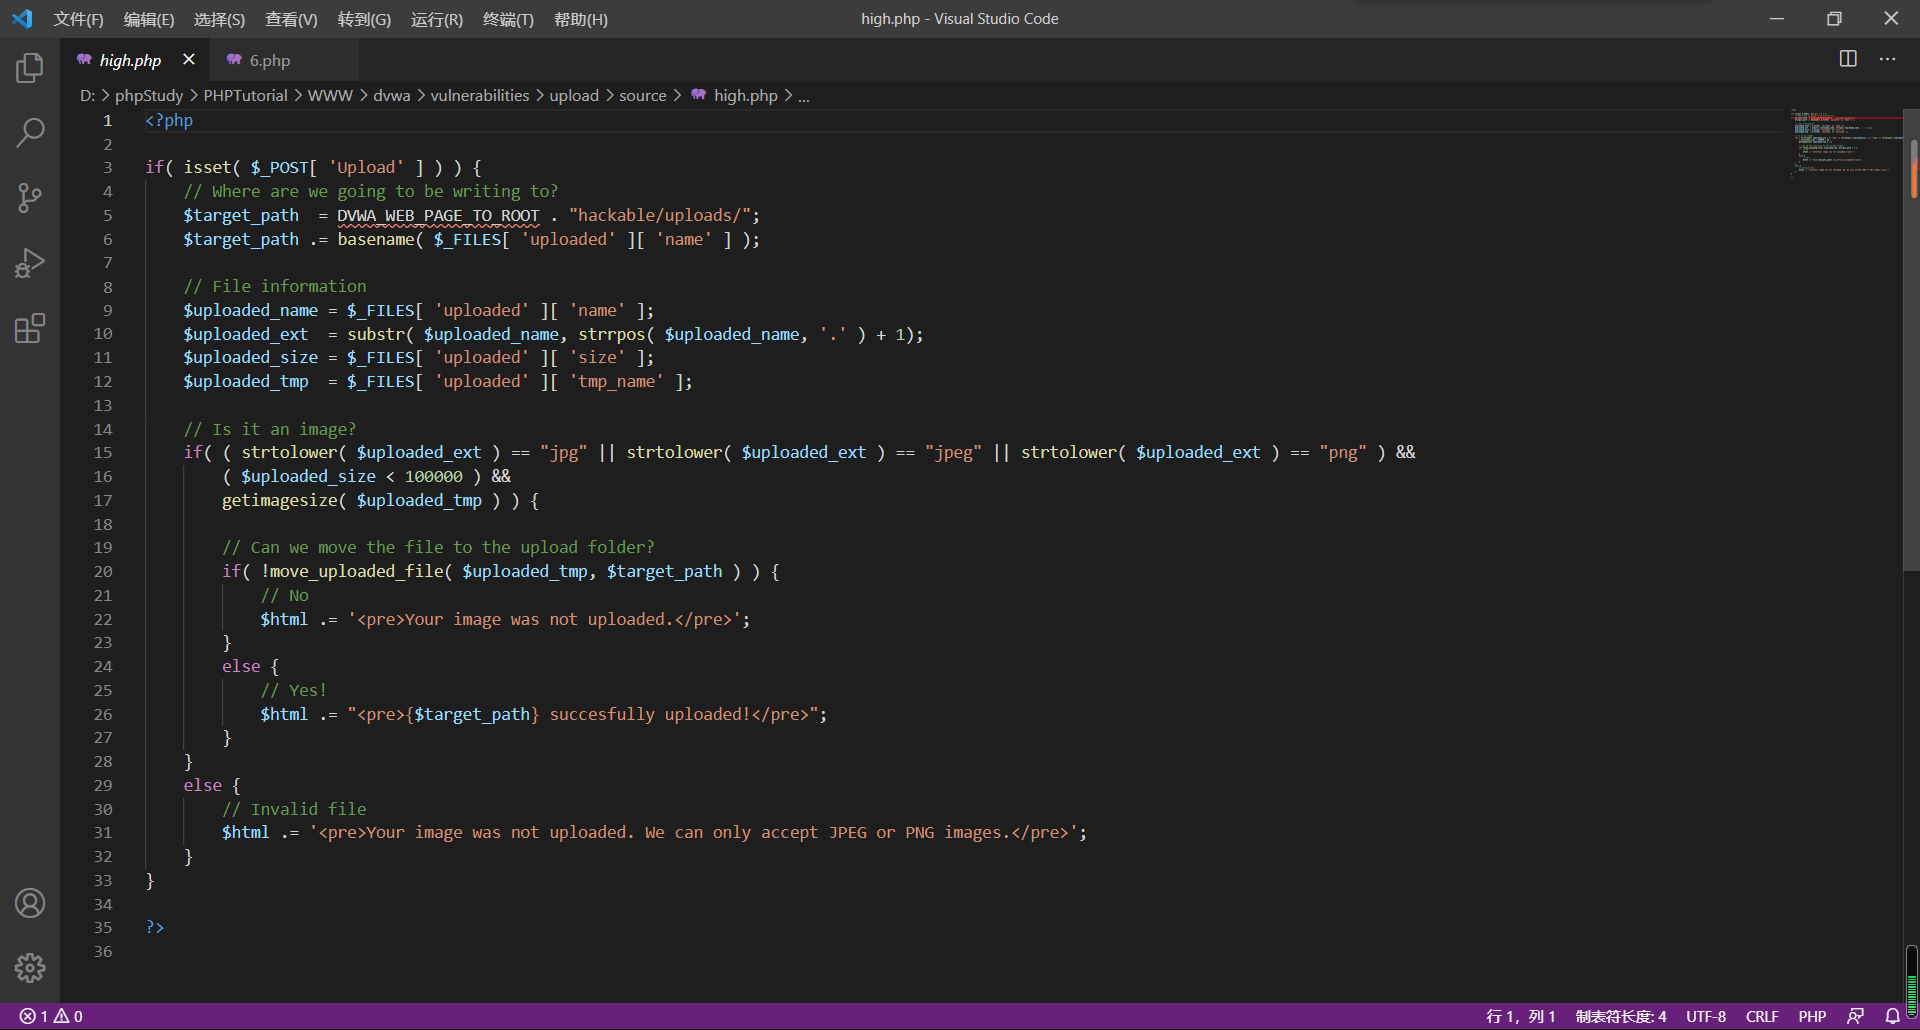 文件(F) 编辑(E) 选择(S) 查看(V) 转到(G) 运行(R) 终端(T) 帮助(H) high.php - Visual Studio Code
high.php 6.php
D: > phpStudy > PHPTutorial > WWW > dvwa > vulnerabilities > upload > source > high.php > ...
1 <?php
2
3 if( isset( $_POST[ 'Upload' ] ) ) {
4     // Where are we going to be writing to?
5     $target_path  = DVWA_WEB_PAGE_TO_ROOT . "hackable/uploads/";
6     $target_path .= basename( $_FILES[ 'uploaded' ][ 'name' ] );
7
8     // File information
9     $uploaded_name = $_FILES[ 'uploaded' ][ 'name' ];
10     $uploaded_ext  = substr( $uploaded_name, strrpos( $uploaded_name, '.' ) + 1);
11     $uploaded_size = $_FILES[ 'uploaded' ][ 'size' ];
12     $uploaded_tmp  = $_FILES[ 'uploaded' ][ 'tmp_name' ];
13
14     // Is it an image?
15     if( ( strtolower( $uploaded_ext ) == "jpg" || strtolower( $uploaded_ext ) == "jpeg" || strtolower( $uploaded_ext ) == "png" ) &&
16         ( $uploaded_size < 100000 ) &&
17         getimagesize( $uploaded_tmp ) ) {
18
19         // Can we move the file to the upload folder?
20         if( !move_uploaded_file( $uploaded_tmp, $target_path ) ) {
21             // No
22             $html .= '<pre>Your image was not uploaded.</pre>';
23         }
24         else {
25             // Yes!
26             $html .= "<pre>{$target_path} succesfully uploaded!</pre>";
27         }
28     }
29     else {
30         // Invalid file
31         $html .= '<pre>Your image was not uploaded. We can only accept JPEG or PNG images.</pre>';
32     }
33 }
34
35 ?>
36
1 0 行 1，列 1 制表符长度: 4 UTF-8 CRLF PHP